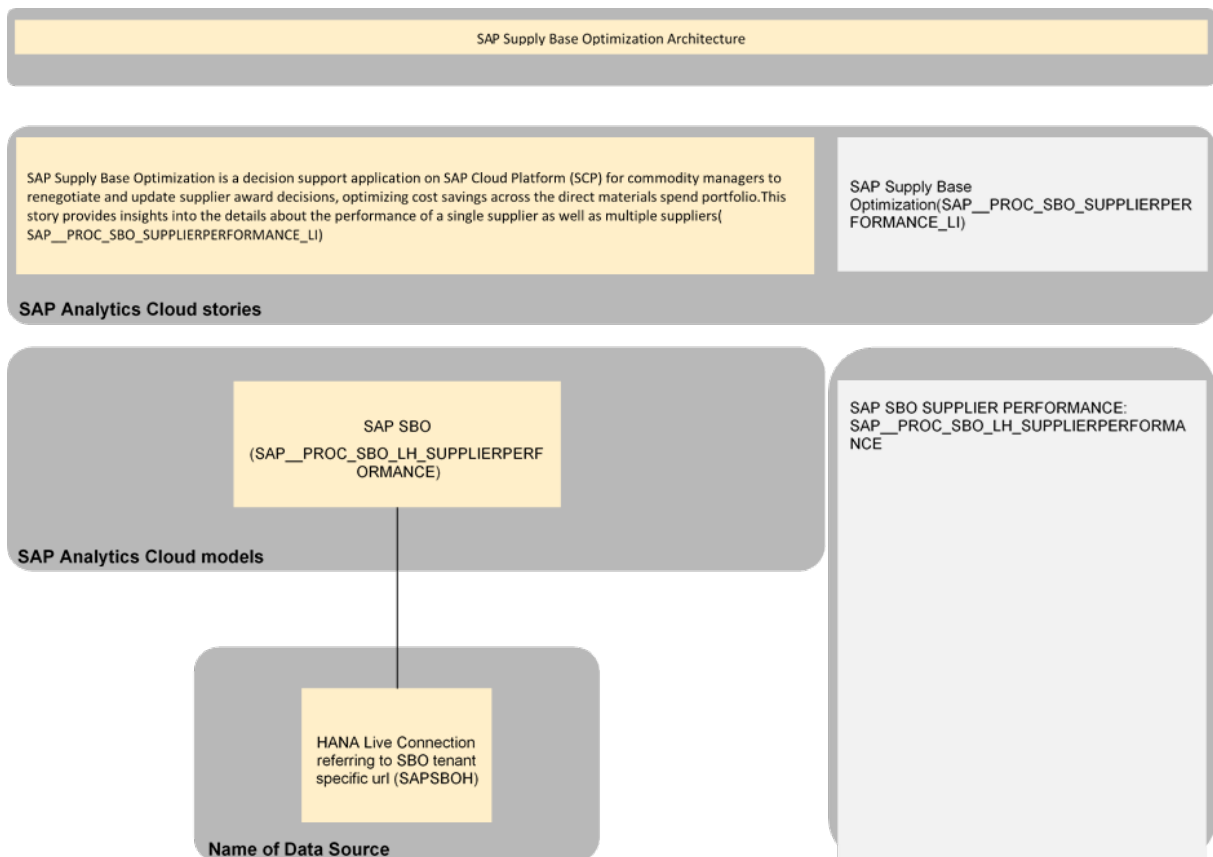 SAP Supply Base Optimization Architecture
SAP Supply Base Optimization is a decision support application on SAP Cloud Platform (SCP) for commodity managers to
renegotiate and update supplier award decisions, optimizing cost savings across the direct materials spend portfolio.This
story provides insights into the details about the performance of a single supplier as well as multiple suppliers(
SAP__PROC_SBO_SUPPLIERPERFORMANCE_LI)
SAP Supply Base
Optimization(SAP__PROC_SBO_SUPPLIERPER
FORMANCE_LI)
SAP Analytics Cloud stories
SAP SBO
(SAP__PROC_SBO_LH_SUPPLIERPERF
ORMANCE)
SAP Analytics Cloud models
SAP SBO SUPPLIER PERFORMANCE:
SAP__PROC_SBO_LH_SUPPLIERPERFORMA
NCE
HANA Live Connection
referring to SBO tenant
specific url (SAPSBOH)
Name of Data Source